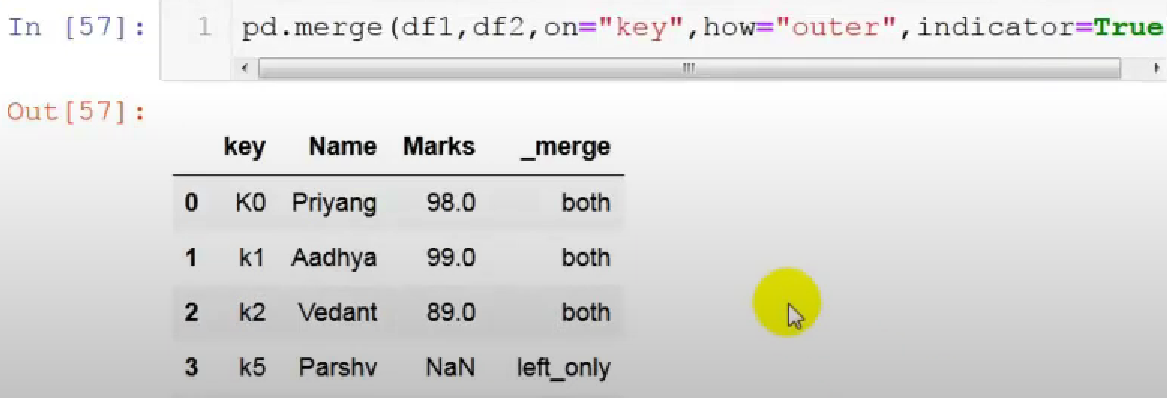 In [57]: 1 pd.merge(df1,df2,on="key",how="outer",indicator=True
Out[57]:
key Name Marks _merge
0 K0 Priyang 98.0 both
1 k1 Aadhya 99.0 both
2 k2 Vedant 89.0 both
3 k5 Parshv NaN left_only